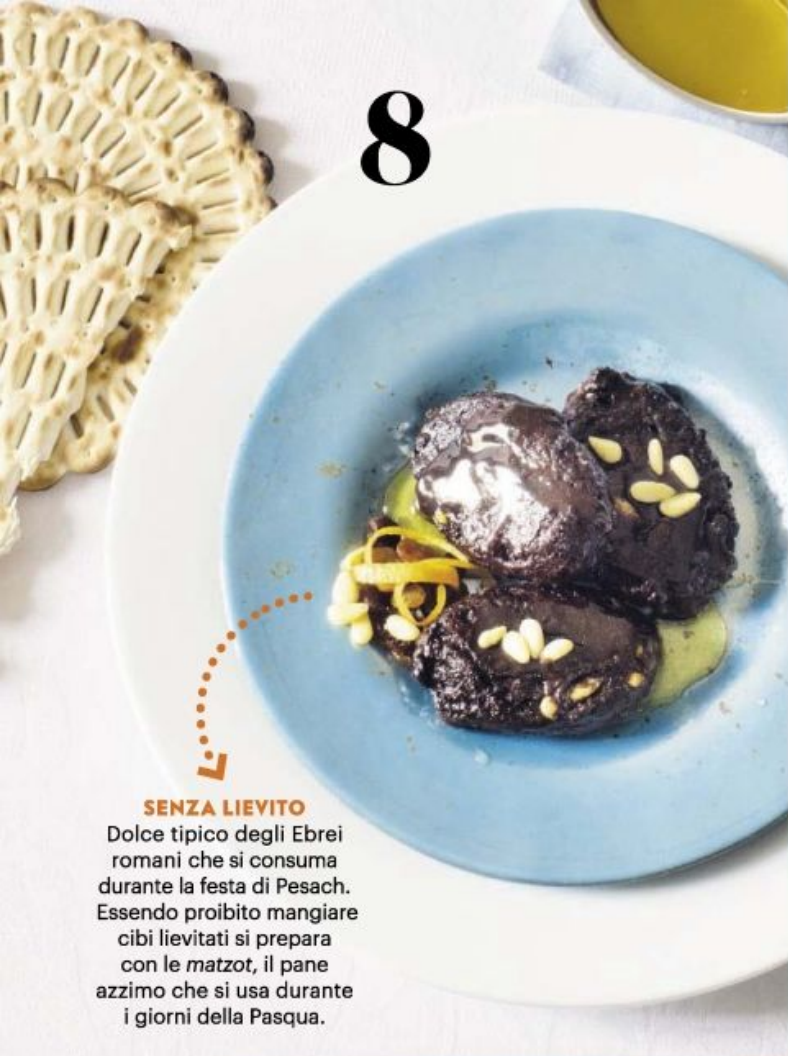 8
SENZA LIEVITO
Dolce tipico degli Ebrei
romani che si consuma
durante la festa di Pesach.
Essendo proibito mangiare
cibi lievitati si prepara
con le matzot, il pane
azzimo che si usa durante
i giorni della Pasqua.